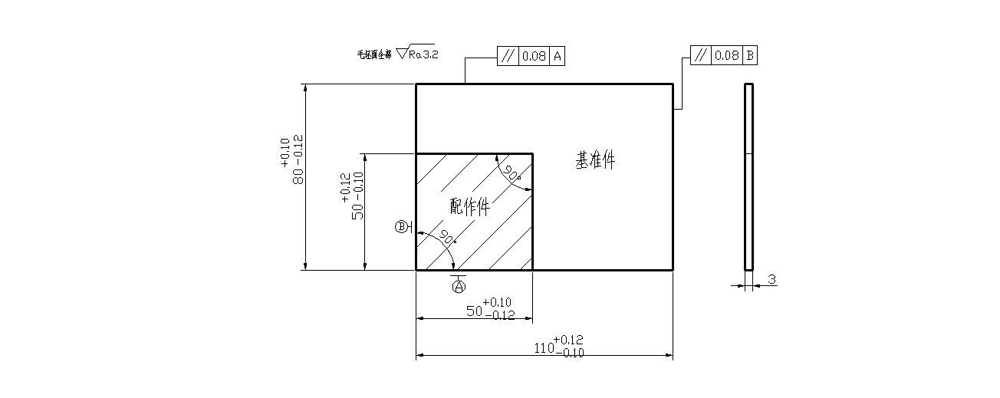 毛坯面全部 Ra3.2
// 0.08 A
// 0.08 B
80 +0.10 -0.12
50 +0.12 -0.10
基准件
90°
配作件
B
90°
A
3
50 +0.10 -0.12
110 +0.12 -0.10